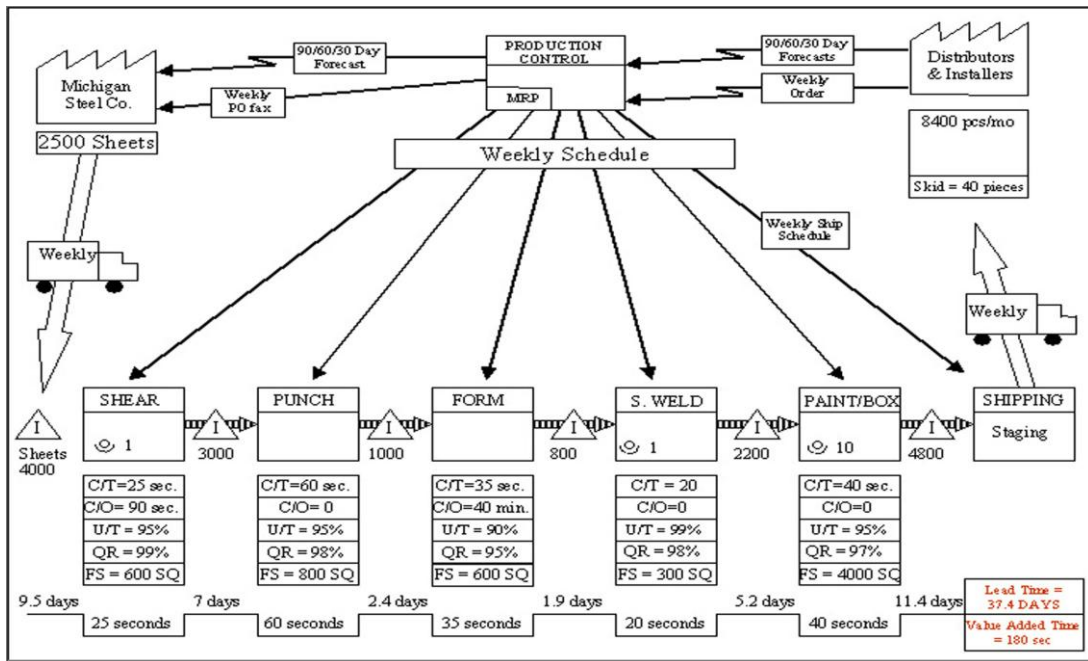 90/60/30 Day
Forecast
PRODUCTION
CONTROL
90/60/30 Day
Forecasts
Distributors
& Installers
Michigan
Steel Co.
Weekly
PO fax
MRP
Weekly
Order
2500 Sheets
Weekly Schedule
8400 pcs/mo
Skid = 40 pieces
Weekly Ship
Schedule
Weekly
Weekly
SHEAR
PUNCH
FORM
S. WELD
PAINT/BOX
SHIPPING
I
I
I
I
I
I
Staging
1
1
10
Sheets
4000
3000
1000
800
2200
4800
C/T=25 sec.
C/O= 90 sec.
U/T = 95%
QR = 99%
FS = 600 SQ
C/T=60 sec.
C/O= 0
U/T = 95%
QR = 98%
FS = 800 SQ
C/T=35 sec.
C/O=40 min.
U/T = 90%
QR = 95%
FS = 600 SQ
C/T = 20
C/O=0
U/T = 99%
QR = 98%
FS = 300 SQ
C/T=40 sec.
C/O=0
U/T = 95%
QR = 97%
FS = 4000 SQ
9.5 days
7 days
2.4 days
1.9 days
5.2 days
11.4 days
25 seconds
60 seconds
35 seconds
20 seconds
40 seconds
Lead Time =
37.4 DAYS
Value Added Time
= 180 sec